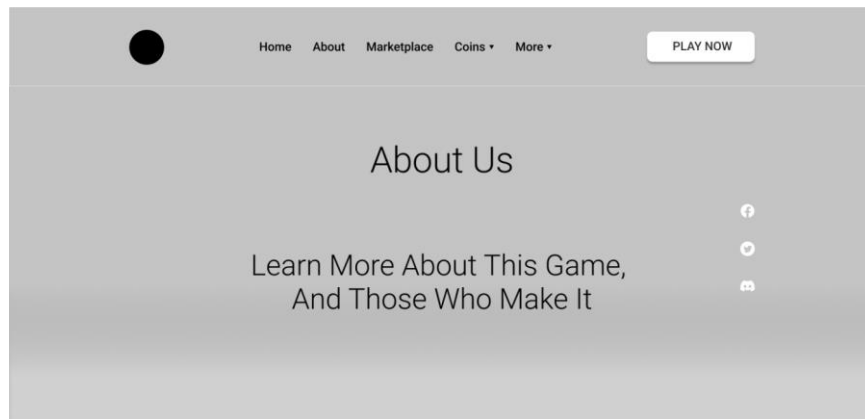 Home About Marketplace Coins ▾ More ▾ PLAY NOW
About Us
Learn More About This Game,
And Those Who Make It